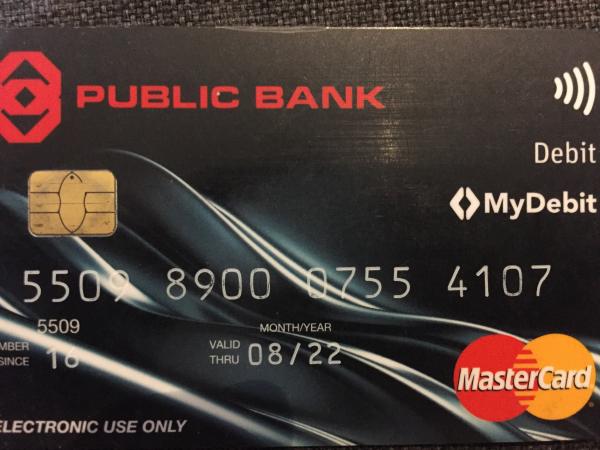 PUBLIC BANK
Debit
MyDebit
5509 8900 0755 4107
5509
MONTH/YEAR
MBER SINCE 16
VALID THRU 08/22
MasterCard
ELECTRONIC USE ONLY